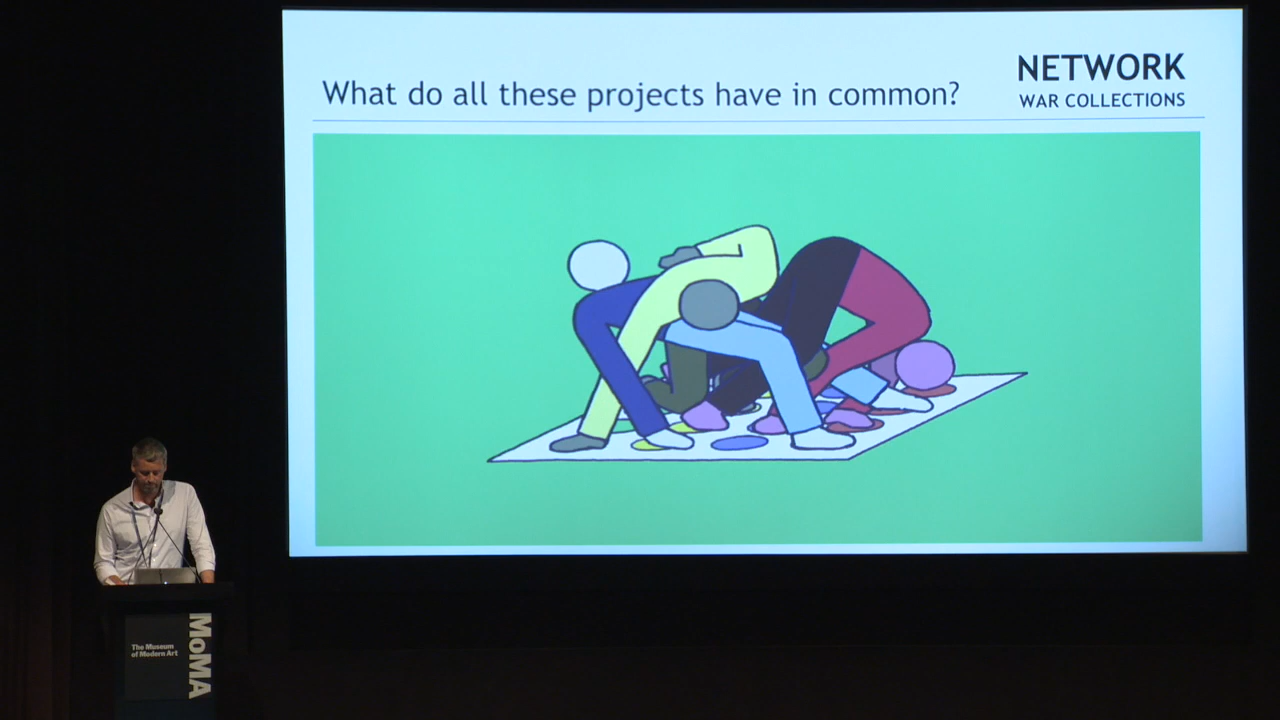 What do all these projects have in common?
NETWORK
WAR COLLECTIONS
The Museum
of Modern Art
MoMA